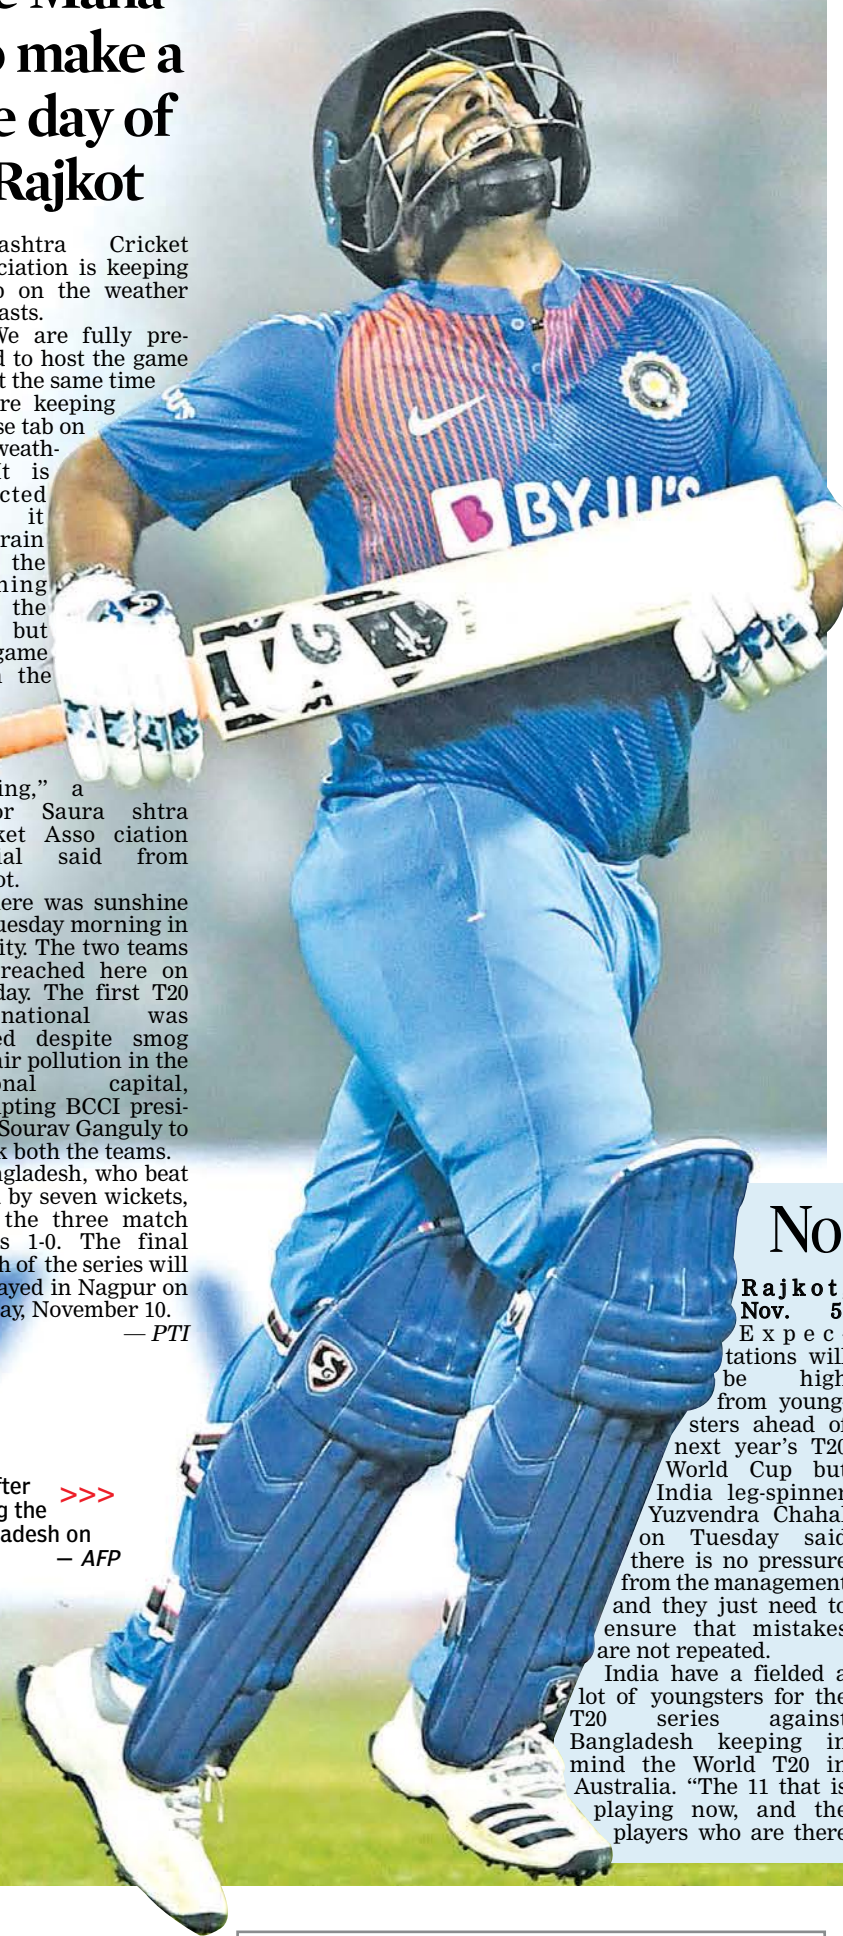 o make a
e day of
Rajkot
ashtra Cricket
ciation is keeping
o on the weather
asts.
We are fully pre-
d to host the game
t the same time
re keeping
se tab on
weath-
It is
cted
it
rain
the
ning
the
but
game
n the
ing," a
or Saura shtra
ket Asso ciation
ial said from
ot.
ere was sunshine
uesday morning in
ity. The two teams
reached here on
day. The first T20
national was
ed despite smog
air pollution in the
onal capital,
pting BCCI presi-
Sourav Ganguly to
k both the teams.
ngladesh, who beat
by seven wickets,
the three match
s 1-0. The final
h of the series will
ayed in Nagpur on
ay, November 10.
— PTI
fter >>>
g the
adesh on
— AFP
BYJU'S
SG
No
Rajkot
Nov. 5
Expec-
tations will
be high
from young-
sters ahead of
next year's T20
World Cup but
India leg-spinner
Yuzvendra Chahal
on Tuesday said
there is no pressure
from the management
and they just need to
ensure that mistakes
are not repeated.
India have a fielded a
lot of youngsters for the
T20 series against
Bangladesh keeping in
mind the World T20 in
Australia. "The 11 that is
playing now, and the
players who are there